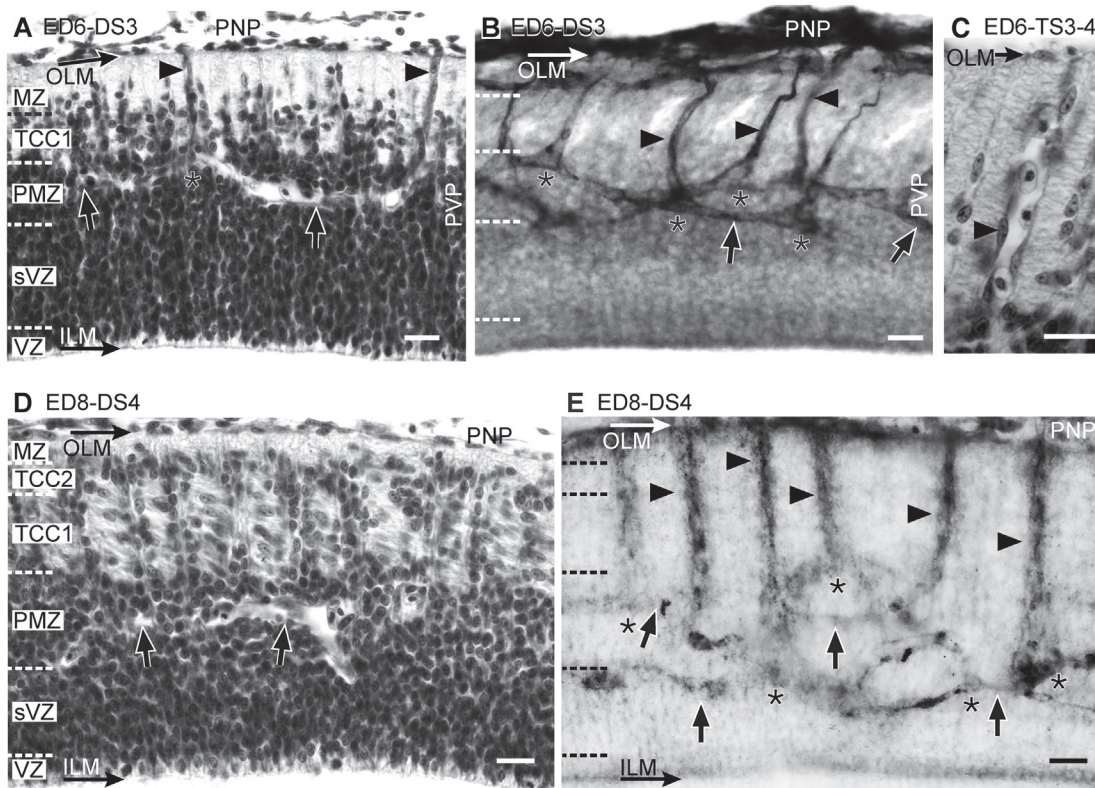 A ED6-DS3 PNP
OLM
MZ
TCC1
*
PMZ
PVP
sVZ
ILM
VZ
B ED6-DS3 PNP
OLM
*
*
PVP
*
*
C ED6-TS3-4
OLM
D ED8-DS4
PNP
OLM
MZ
TCC2
TCC1
PMZ
sVZ
ILM
VZ
E ED8-DS4
OLM
PNP
*
*
*
*
*
ILM